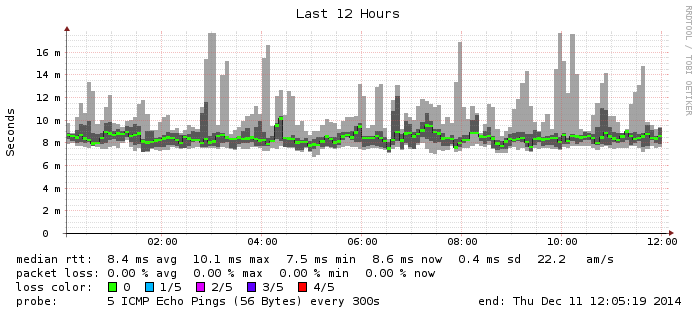 Last 12 Hours
RRDTOOL / TOBI OETIKER
Seconds
16 m
14 m
12 m
10 m
8 m
6 m
4 m
2 m
0
02:00 04:00 06:00 08:00 10:00 12:00
median rtt: 8.4 ms avg 10.1 ms max 7.5 ms min 8.6 ms now 0.4 ms sd 22.2 am/s
packet loss: 0.00 % avg 0.00 % max 0.00 % min 0.00 % now
loss color: 0 1/5 2/5 3/5 4/5
probe: 5 ICMP Echo Pings (56 Bytes) every 300s end: Thu Dec 11 12:05:19 2014